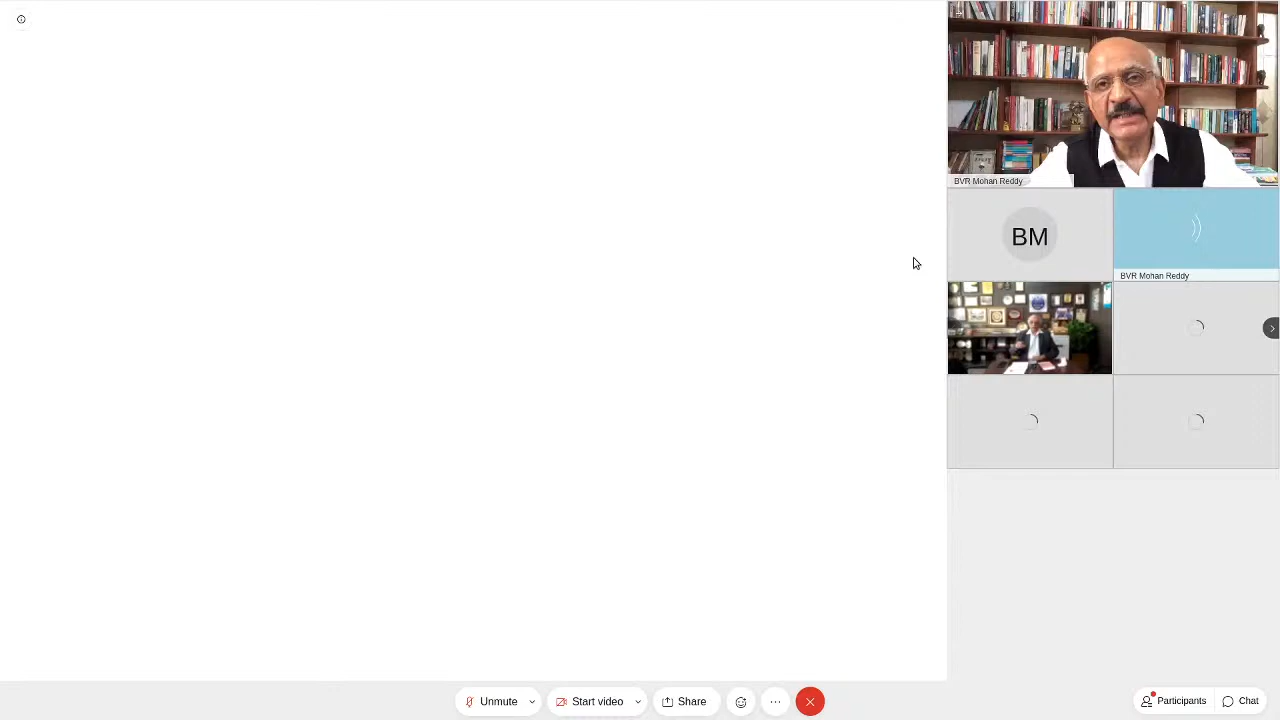 BVR Mohan Reddy
BM
BVR Mohan Reddy
Unmute
Start video
Share
Participants
Chat